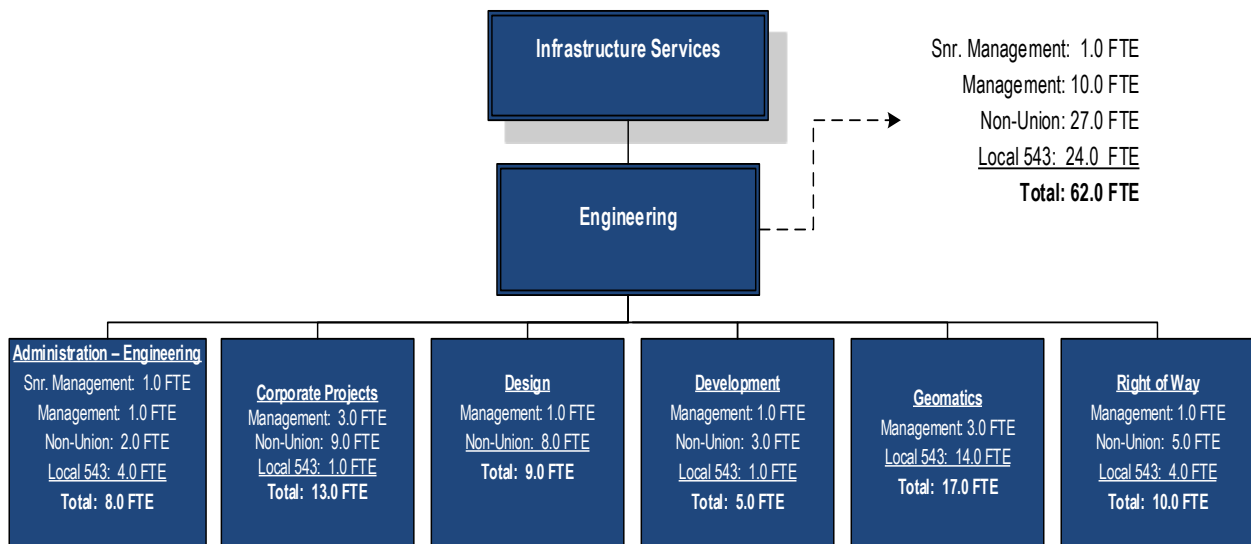 Infrastructure Services
Snr. Management: 1.0 FTE
Management: 10.0 FTE
Non-Union: 27.0 FTE
Local 543: 24.0 FTE
Total: 62.0 FTE
Engineering
Administration – Engineering
Snr. Management: 1.0 FTE
Management: 1.0 FTE
Non-Union: 2.0 FTE
Local 543: 4.0 FTE
Total: 8.0 FTE
Corporate Projects
Management: 3.0 FTE
Non-Union: 9.0 FTE
Local 543: 1.0 FTE
Total: 13.0 FTE
Design
Management: 1.0 FTE
Non-Union: 8.0 FTE
Total: 9.0 FTE
Development
Management: 1.0 FTE
Non-Union: 3.0 FTE
Local 543: 1.0 FTE
Total: 5.0 FTE
Geomatics
Management: 3.0 FTE
Local 543: 14.0 FTE
Total: 17.0 FTE
Right of Way
Management: 1.0 FTE
Non-Union: 5.0 FTE
Local 543: 4.0 FTE
Total: 10.0 FTE